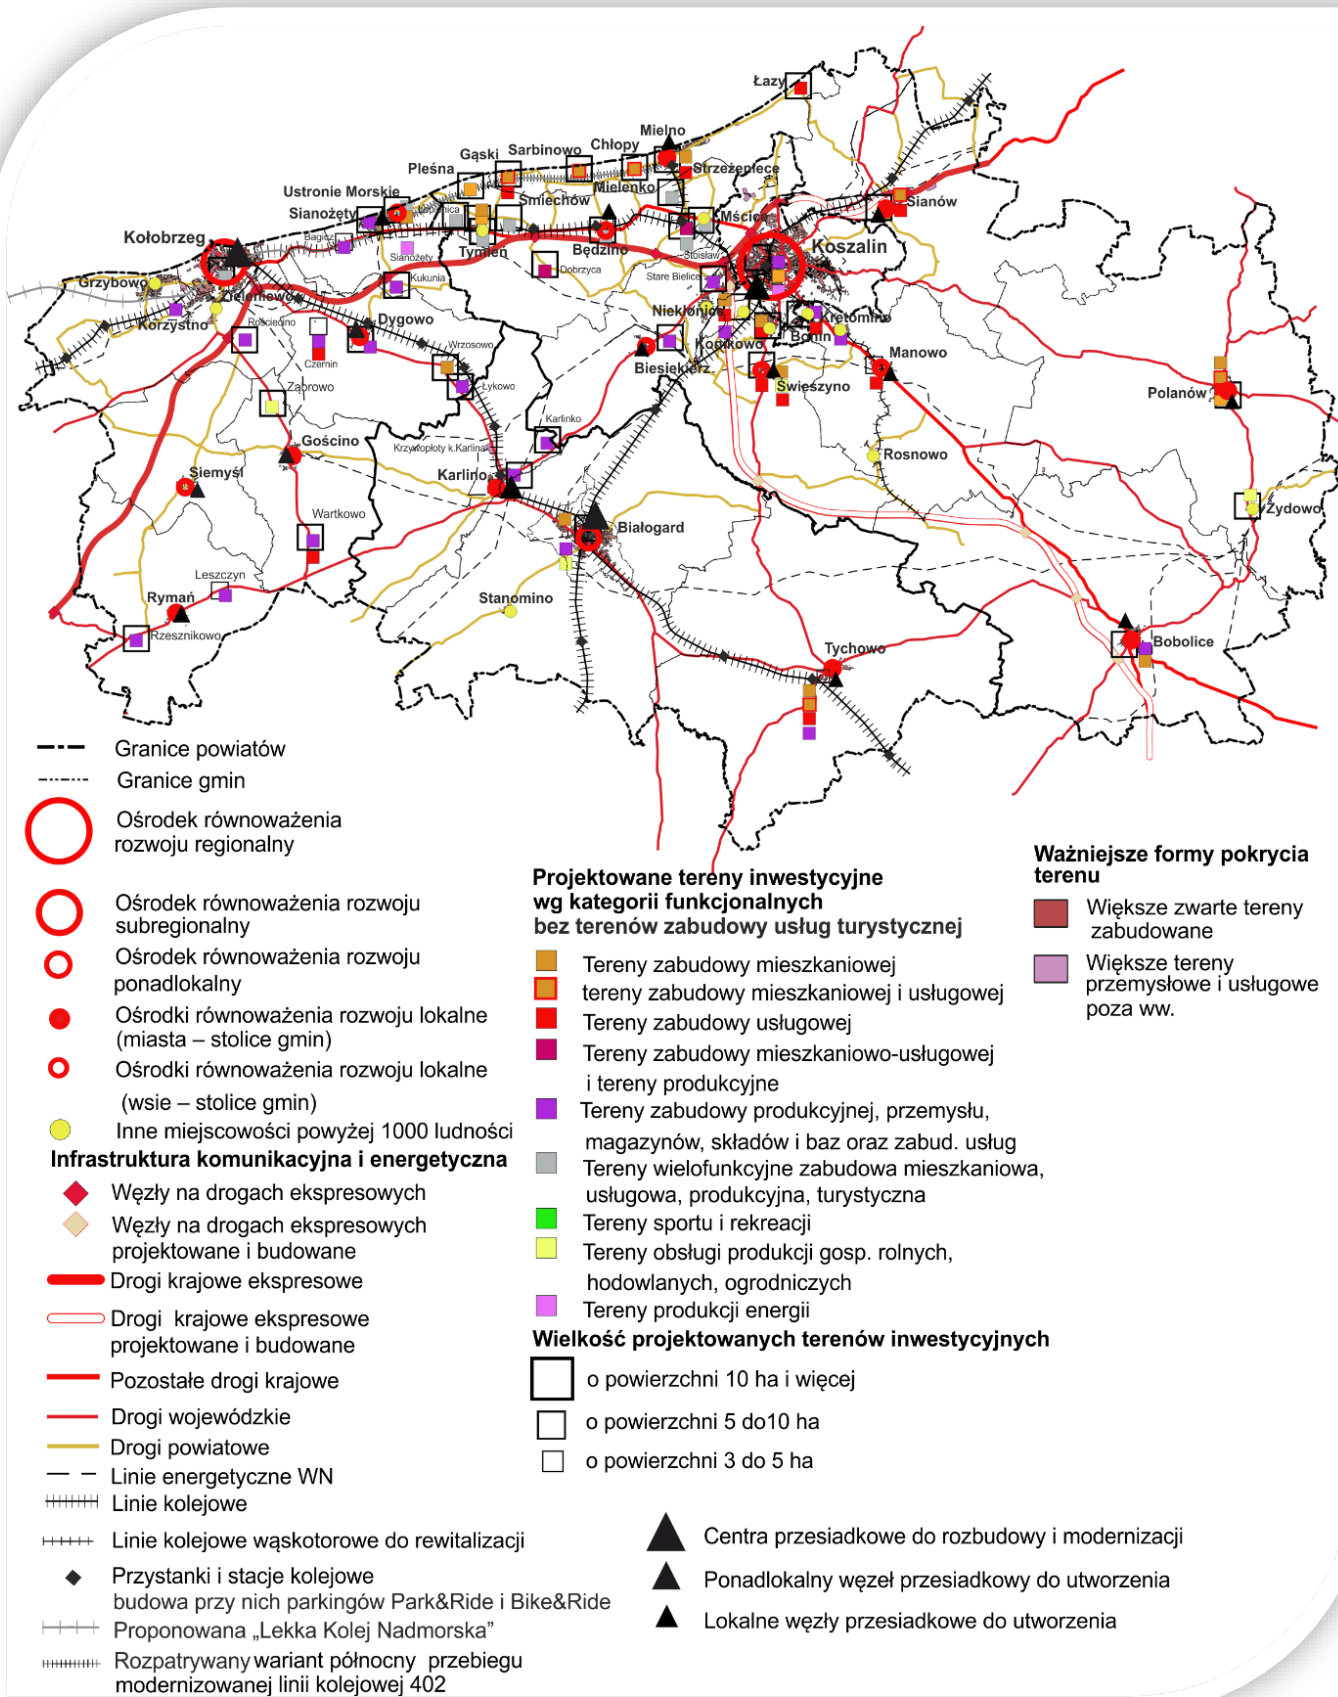 Łazy
Mielno
Chłopy
Sarbinowo
Gąski
Pleśna
Strzeżenice
Mielenko
Ustronie Morskie
Śmiechów
Sianów
Sianożęty
Mścice
Kołobrzeg
Bagicz
Koszalin
Tymień
Będzino
Stoisław
Sianożęty
Dobrzyca
Stare Bielice
Kukunia
Grzybowo
Zieleniewo
Niekłonice
Kretomino
Korzystno
Rościęcino
Dygowo
Bonin
Konikowo
Wrzosowo
Manowo
Czernin
Biesiekierz
Łykowo
Świeszyno
Ząbrowo
Polanów
Karlinko
Gościno
Krzywopłoty k.Karlina
Rosnowo
Siemyśl
Karlino
Wartkowo
Żydowo
Białogard
Leszczyn
Rymań
Stanomino
Rzesznikowo
Bobolice
Tychowo
Granice powiatów
Granice gmin
Ośrodek równoważenia
rozwoju regionalny
Ośrodek równoważenia rozwoju
subregionalny
Ośrodek równoważenia rozwoju
ponadlokalny
Ośrodki równoważenia rozwoju lokalne
(miasta – stolice gmin)
Ośrodki równoważenia rozwoju lokalne
(wsie – stolice gmin)
Inne miejscowości powyżej 1000 ludności
Infrastruktura komunikacyjna i energetyczna
Węzły na drogach ekspresowych
Węzły na drogach ekspresowych
projektowane i budowane
Drogi krajowe ekspresowe
Drogi krajowe ekspresowe
projektowane i budowane
Pozostałe drogi krajowe
Drogi wojewódzkie
Drogi powiatowe
Linie energetyczne WN
Linie kolejowe
Linie kolejowe wąskotorowe do rewitalizacji
Przystanki i stacje kolejowe
budowa przy nich parkingów Park&Ride i Bike&Ride
Proponowana „Lekka Kolej Nadmorska”
Rozpatrywany wariant północny przebiegu
modernizowanej linii kolejowej 402
Projektowane tereny inwestycyjne
wg kategorii funkcjonalnych
bez terenów zabudowy usług turystycznej
Tereny zabudowy mieszkaniowej
tereny zabudowy mieszkaniowej i usługowej
Tereny zabudowy usługowej
Tereny zabudowy mieszkaniowo-usługowej
i tereny produkcyjne
Tereny zabudowy produkcyjnej, przemysłu,
magazynów, składów i baz oraz zabud. usług
Tereny wielofunkcyjne zabudowa mieszkaniowa,
usługowa, produkcyjna, turystyczna
Tereny sportu i rekreacji
Tereny obsługi produkcji gosp. rolnych,
hodowlanych, ogrodniczych
Tereny produkcji energii
Wielkość projektowanych terenów inwestycyjnych
o powierzchni 10 ha i więcej
o powierzchni 5 do10 ha
o powierzchni 3 do 5 ha
Ważniejsze formy pokrycia
terenu
Większe zwarte tereny
zabudowane
Większe tereny
przemysłowe i usługowe
poza ww.
Centra przesiadkowe do rozbudowy i modernizacji
Ponadlokalny węzeł przesiadkowy do utworzenia
Lokalne węzły przesiadkowe do utworzenia